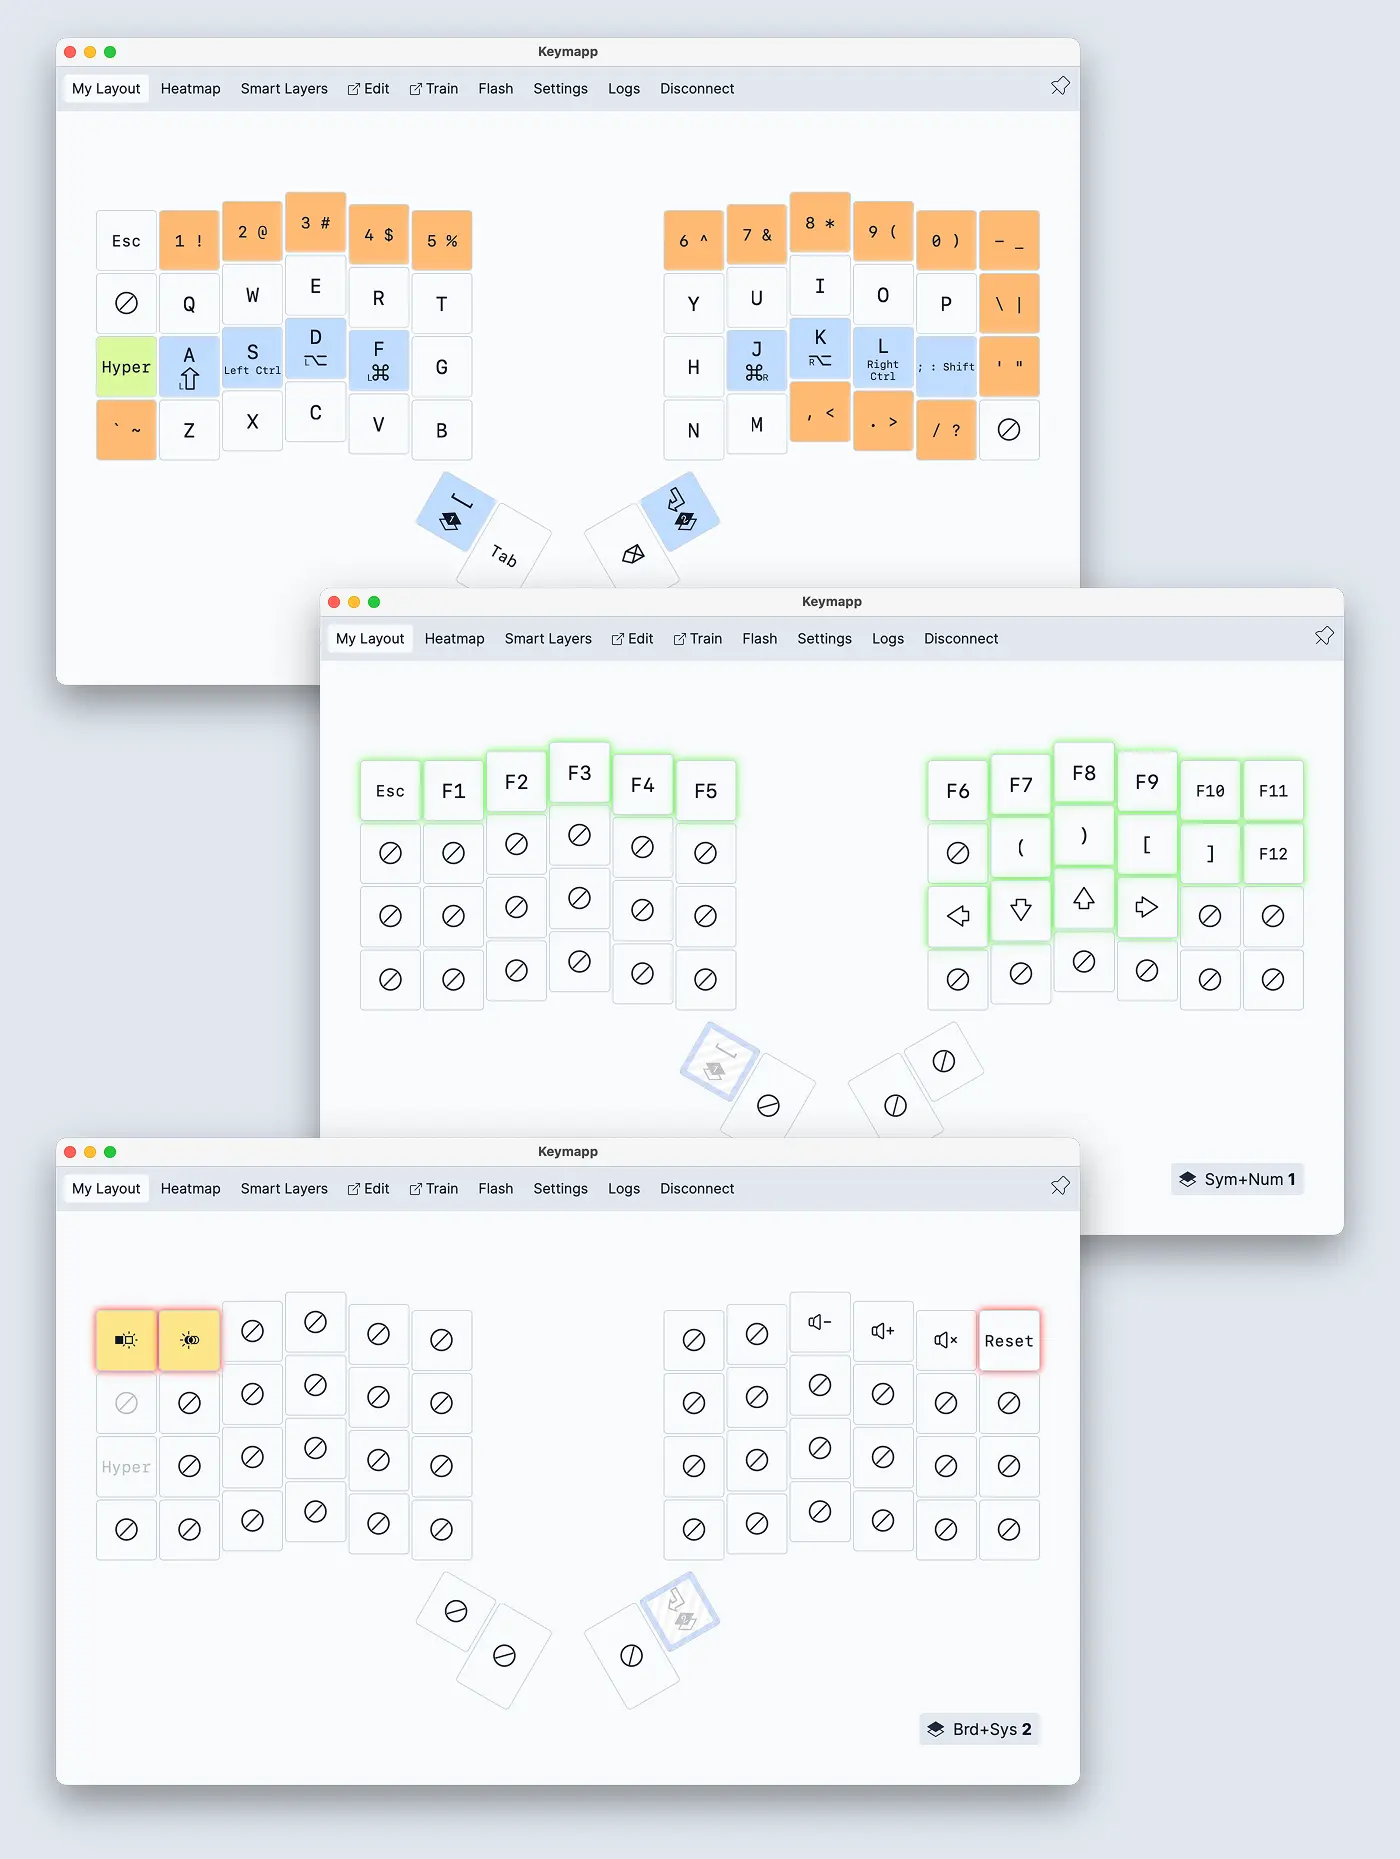 Keymapp
My Layout Heatmap Smart Layers Edit Train Flash Settings Logs Disconnect
Esc 1 ! 2 @ 3 # 4 $ 5 % 6 ^ 7 & 8 * 9 ( 0 ) - _
Q W E R T Y U I O P \ |
Hyper A L S Left Ctrl D L F L G H J R K R L Right Ctrl ; : Shift ' "
` ~ Z X C V B N M , < . > / ?
Tab
Keymapp
My Layout Heatmap Smart Layers Edit Train Flash Settings Logs Disconnect
Esc F1 F2 F3 F4 F5 F6 F7 F8 F9 F10 F11
( ) [ ] F12
Sym+Num 1
Keymapp
My Layout Heatmap Smart Layers Edit Train Flash Settings Logs Disconnect
Reset
Hyper
Brd+Sys 2